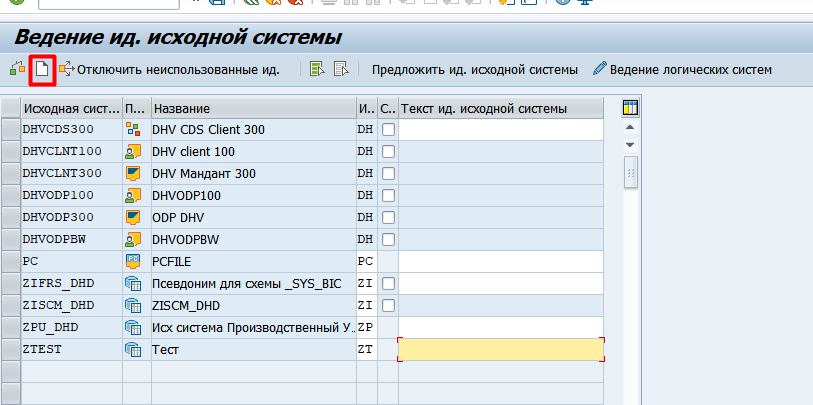 Ведение ид. исходной системы
Отключить неиспользованные ид. Предложить ид. исходной системы Ведение логических систем
Исходная сист... П... Название И.. С.. Текст ид. исходной системы
DHVCDS300 DHV CDS Client 300 DH
DHVCLNT100 DHV client 100 DH
DHVCLNT300 DHV Мандант 300 DH
DHVODP100 DHVODP100 DH
DHVODP300 ODP DHV DH
DHVODPBW DHVODPBW DH
PC PC PCFILE PC
ZIFRS_DHD Псевдоним для схемы _SYS_BIC ZI
ZISCM_DHD ZISCM_DHD ZI
ZPU_DHD Исх система Производственный У... ZP
ZTEST Тест ZT